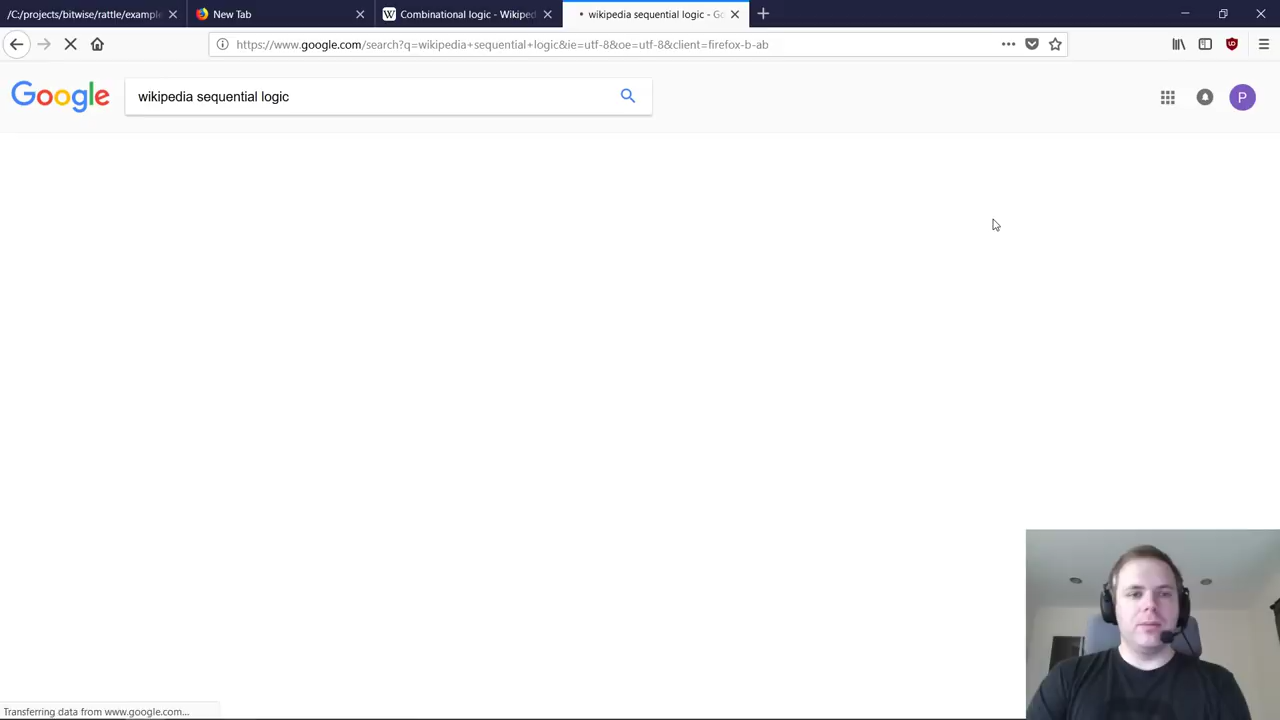 /C:/projects/bitwise/rattle/example
New Tab
Combinational logic - Wikiped
wikipedia sequential logic - Go
https://www.google.com/search?q=wikipedia+sequential+logic&ie=utf-8&oe=utf-8&client=firefox-b-ab
Google
wikipedia sequential logic
P
Transferring data from www.google.com...